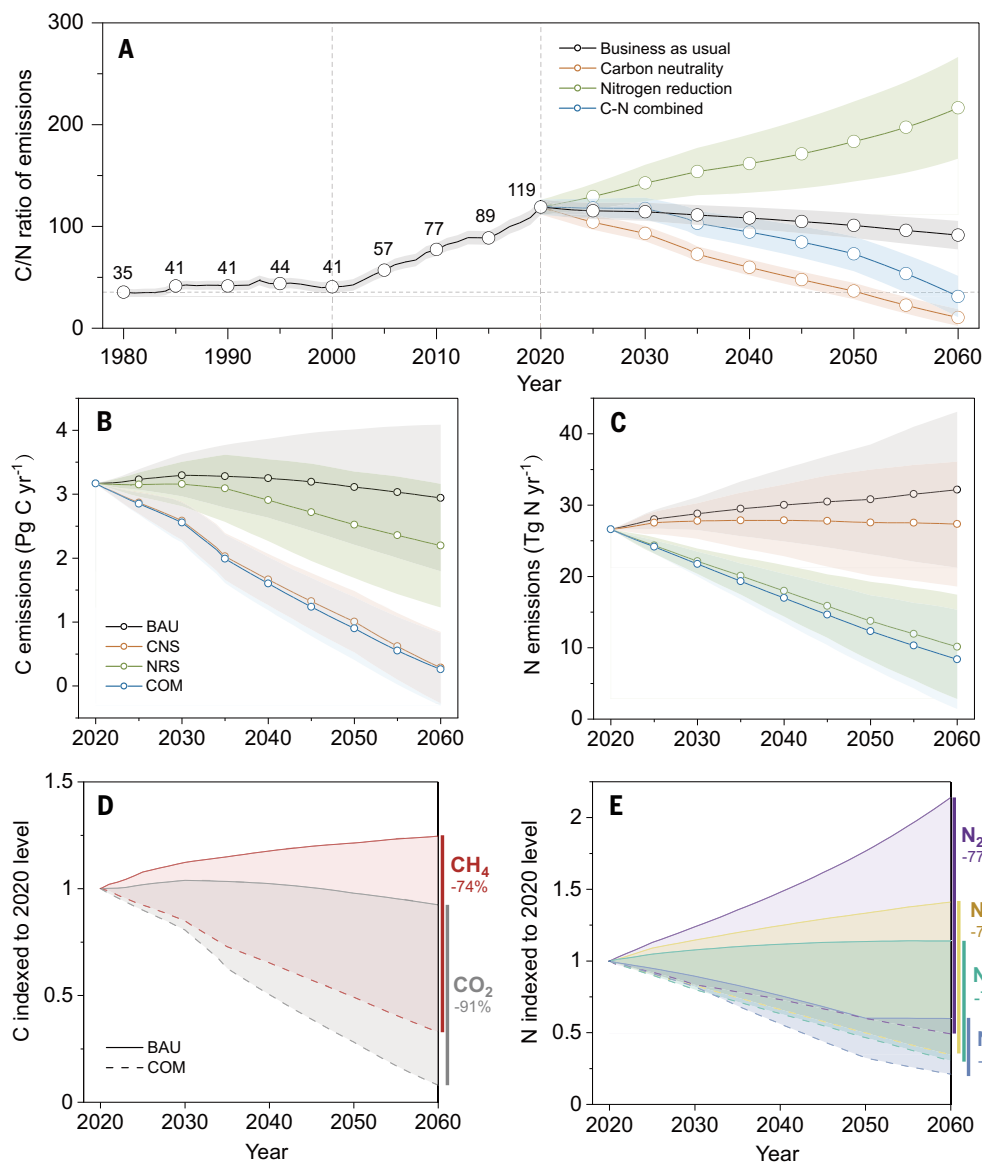 A
C/N ratio of emissions
300
200
100
0
Business as usual
Carbon neutrality
Nitrogen reduction
C-N combined
35
41
41
44
41
57
77
89
119
1980
1990
2000
2010
2020
2030
2040
2050
2060
Year
B
C emissions (Pg C yr⁻¹)
4
3
2
1
0
BAU
CNS
NRS
COM
2020
2030
2040
2050
2060
C
N emissions (Tg N yr⁻¹)
40
30
20
10
0
2020
2030
2040
2050
2060
D
C indexed to 2020 level
1.5
1
0.5
0
CH₄
-74%
CO₂
-91%
BAU
COM
2020
2030
2040
2050
2060
Year
E
N indexed to 2020 level
2
1.5
1
0.5
0
N₂
-77
N
-7
N
N
2020
2030
2040
2050
2060
Year